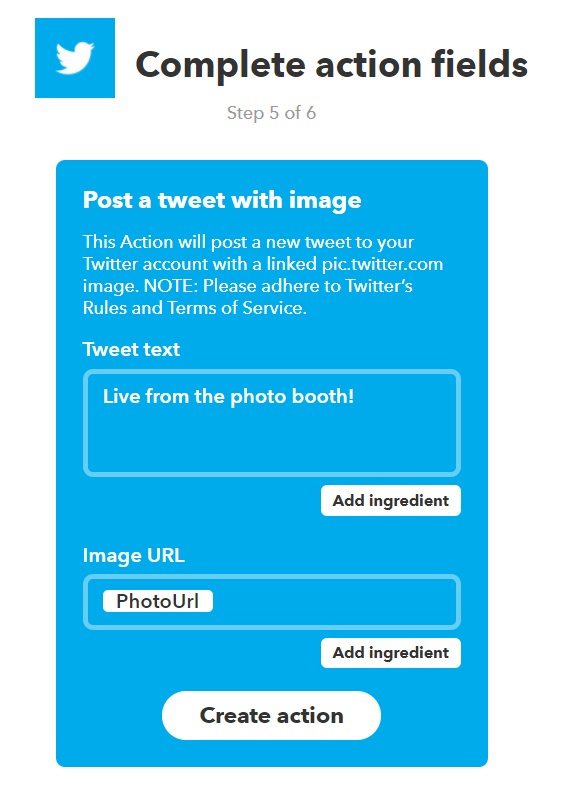 Complete action fields
Step 5 of 6
Post a tweet with image
This Action will post a new tweet to your
Twitter account with a linked pic.twitter.com
image. NOTE: Please adhere to Twitter’s
Rules and Terms of Service.
Tweet text
Live from the photo booth!
Add ingredient
Image URL
PhotoUrl
Add ingredient
Create action